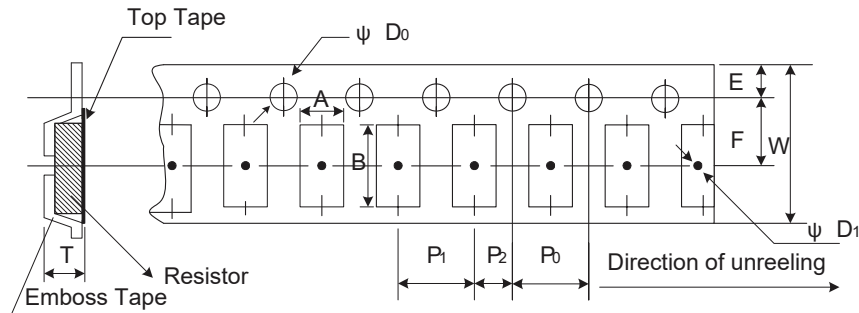 Top Tape
ψ D0
A
E
B
F
W
T
Resistor
Emboss Tape
P1
P2
P0
ψ D1
Direction of unreeling